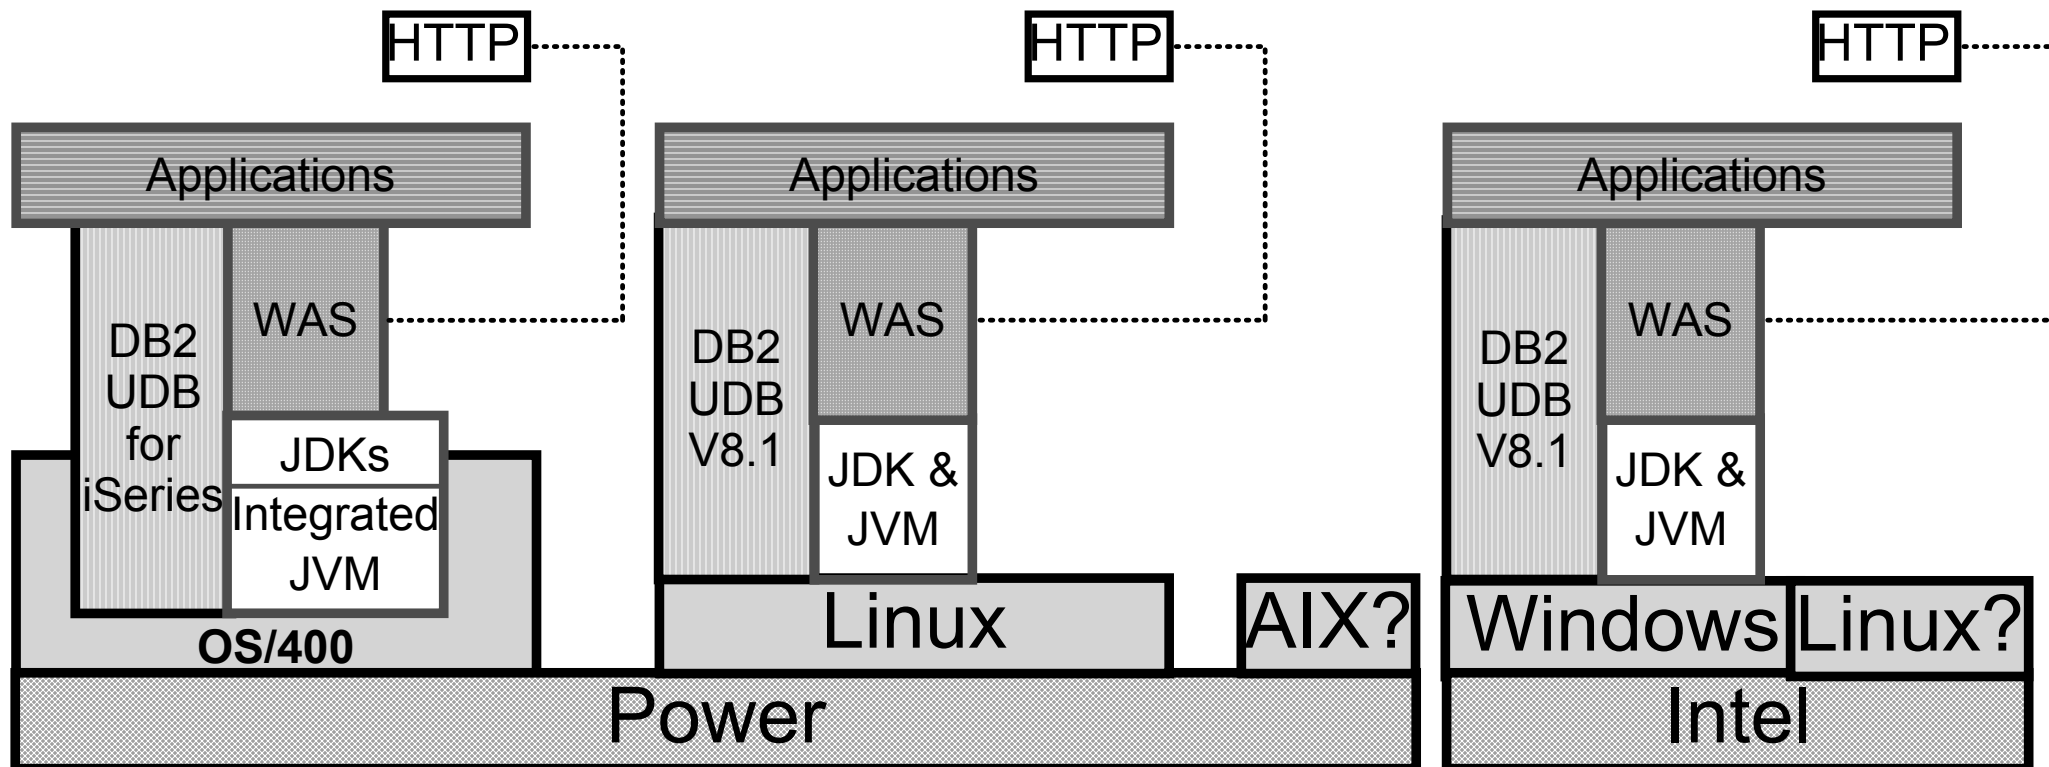 HTTP
HTTP
HTTP
Applications
Applications
Applications
DB2
UDB
for
iSeries
WAS
JDKs
Integrated
JVM
OS/400
DB2
UDB
V8.1
WAS
JDK &
JVM
Linux
AIX?
Power
DB2
UDB
V8.1
WAS
JDK &
JVM
Windows
Linux?
Intel